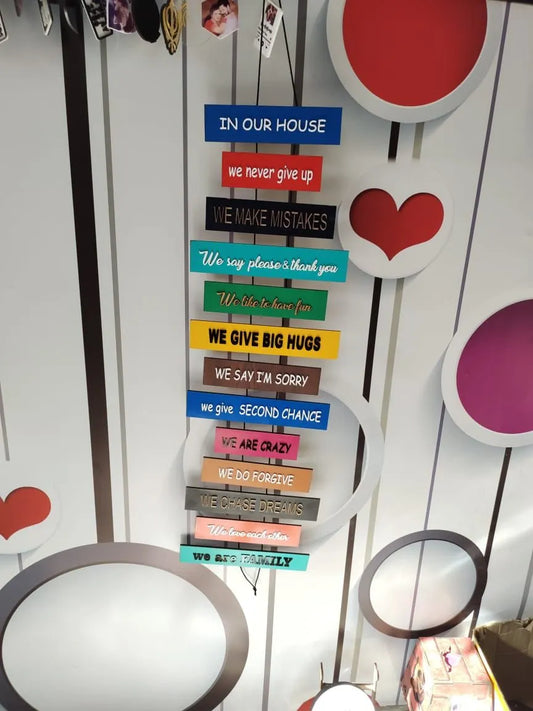 IN OUR HOUSE
we never give up
WE MAKE MISTAKES
We say please & thank you
We like to have fun
WE GIVE BIG HUGS
WE SAY I'M SORRY
we give SECOND CHANCE
WE ARE CRAZY
WE DO FORGIVE
WE CHASE DREAMS
We love each other
we are FAMILY